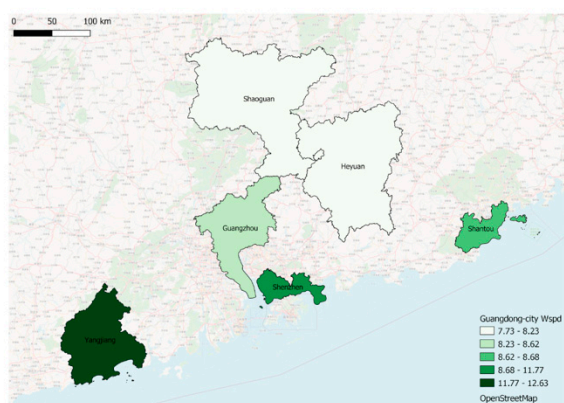 0 50 100 km
Shaoguan
Heyuan
Guangzhou
Shantou
Shenzhen
Yangjiang
Guangdong-city Wspd
7.73 - 8.23
8.23 - 8.62
8.62 - 8.68
8.68 - 11.77
11.77 - 12.63
OpenStreetMap